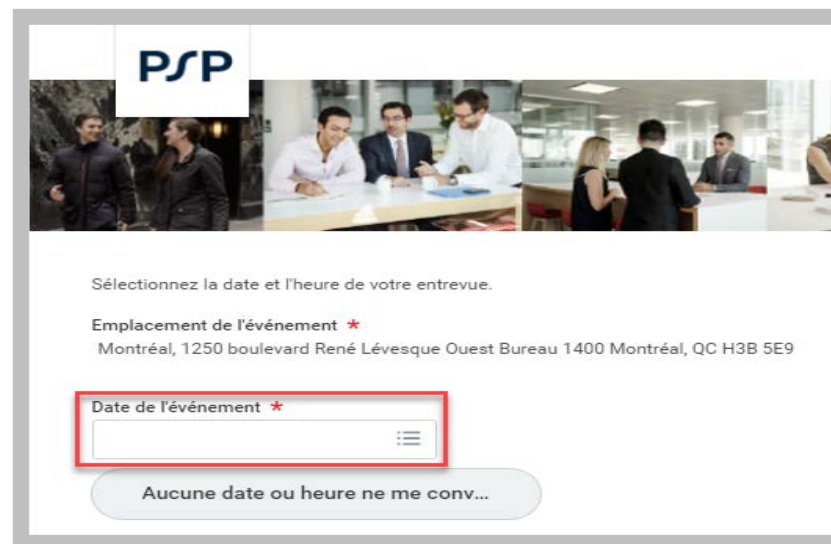 PSP
Sélectionnez la date et l'heure de votre entrevue.
Emplacement de l'événement *
Montréal, 1250 boulevard René Lévesque Ouest Bureau 1400 Montréal, QC H3B 5E9
Date de l'événement *
Aucune date ou heure ne me conv...